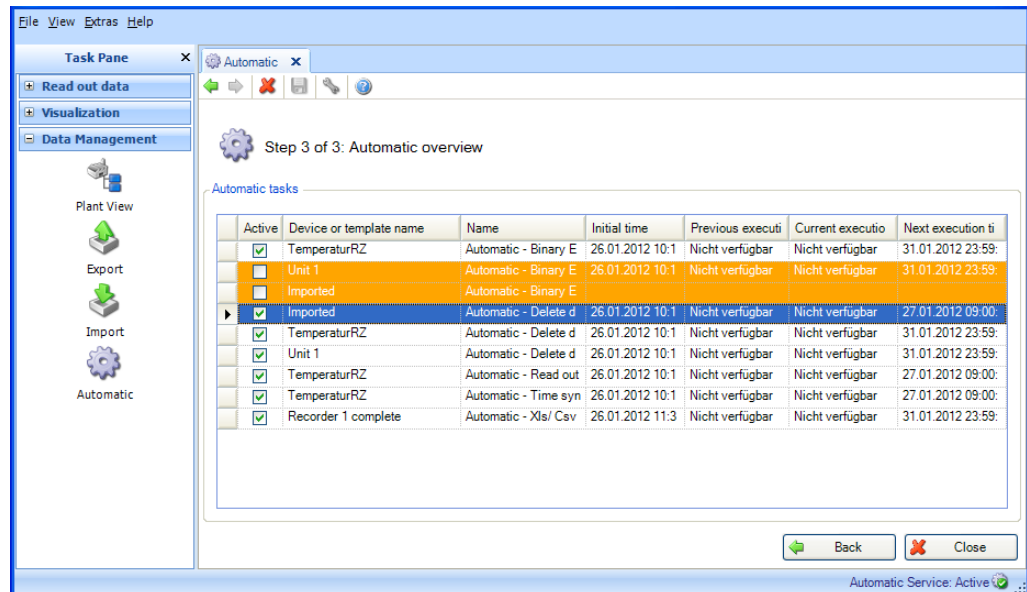 File View Extras Help
Task Pane
Automatic
Read out data
Visualization
Data Management
Step 3 of 3: Automatic overview
Plant View
Export
Import
Automatic
Automatic tasks
Active Device or template name Name Initial time Previous executi Current executio Next execution ti
TemperaturRZ Automatic - Binary E 26.01.2012 10:1 Nicht verfügbar Nicht verfügbar 31.01.2012 23:59:
Unit 1 Automatic - Binary E 26.01.2012 10:1 Nicht verfügbar Nicht verfügbar 31.01.2012 23:59:
Imported Automatic - Binary E
Imported Automatic - Delete d 26.01.2012 10:1 Nicht verfügbar Nicht verfügbar 27.01.2012 09:00:
TemperaturRZ Automatic - Delete d 26.01.2012 10:1 Nicht verfügbar Nicht verfügbar 31.01.2012 23:59:
Unit 1 Automatic - Delete d 26.01.2012 10:1 Nicht verfügbar Nicht verfügbar 31.01.2012 23:59:
TemperaturRZ Automatic - Read out 26.01.2012 10:1 Nicht verfügbar Nicht verfügbar 27.01.2012 09:00:
TemperaturRZ Automatic - Time syn 26.01.2012 10:1 Nicht verfügbar Nicht verfügbar 27.01.2012 09:00:
Recorder 1 complete Automatic - Xls/ Csv 26.01.2012 11:3 Nicht verfügbar Nicht verfügbar 31.01.2012 23:59:
Back Close
Automatic Service: Active